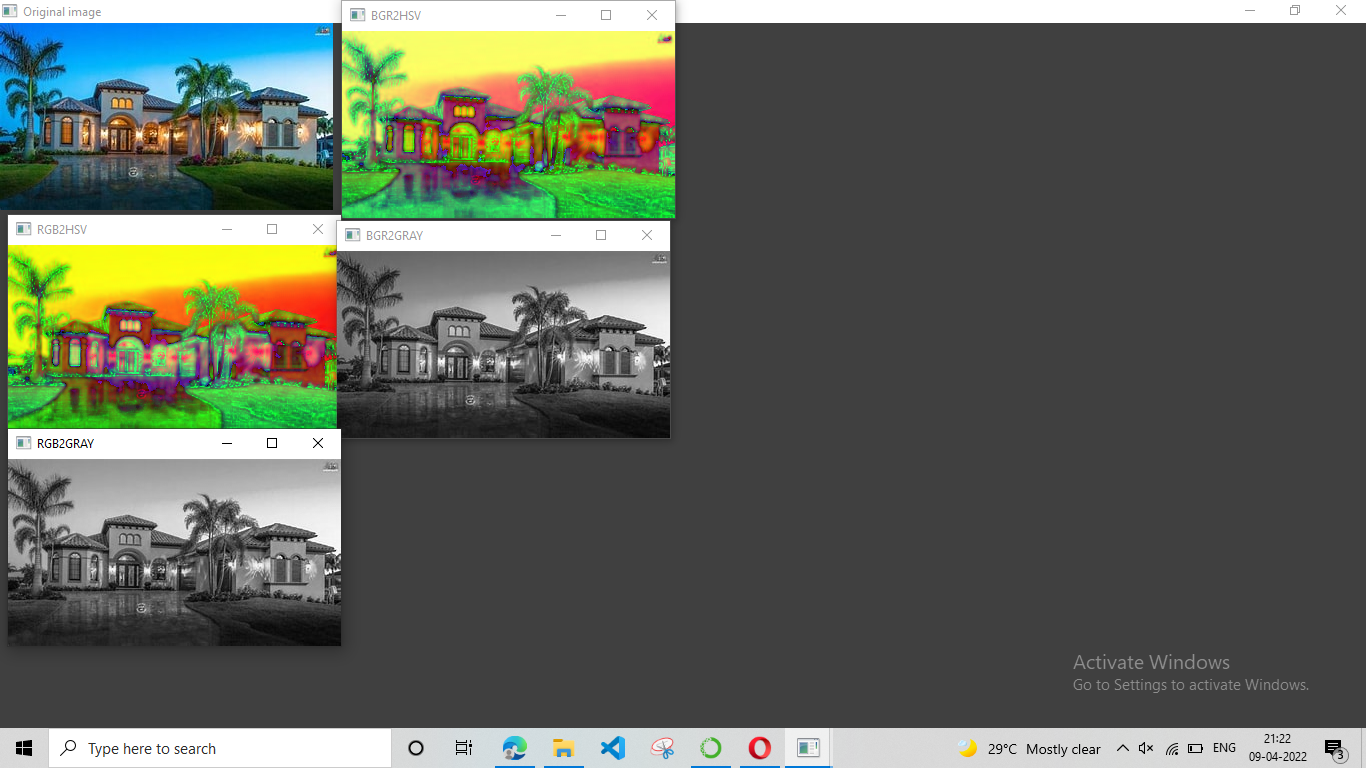 Original image
BGR2HSV
RGB2HSV
BGR2GRAY
RGB2GRAY
Activate Windows
Go to Settings to activate Windows.
Type here to search
29°C Mostly clear
ENG
21:22
09-04-2022
3